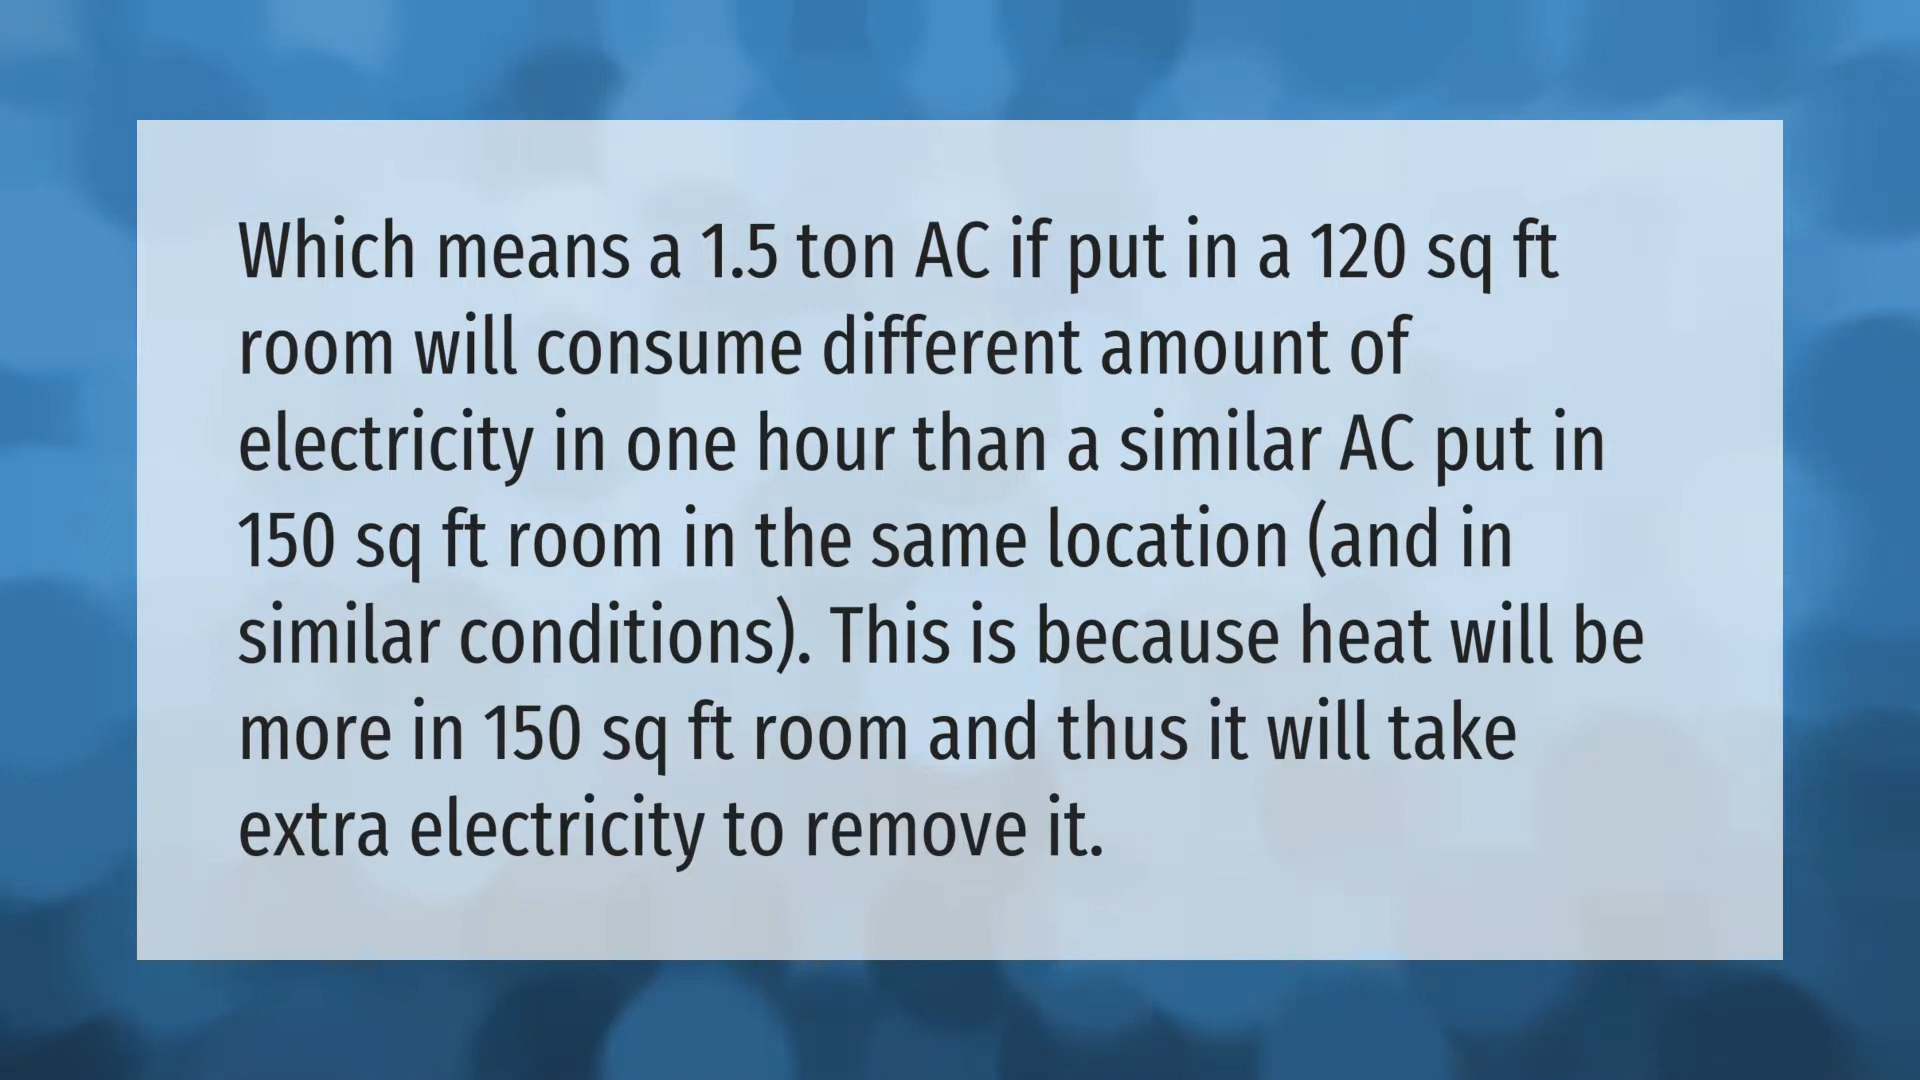 Which means a 1.5 ton AC if put in a 120 sq ft
room will consume different amount of
electricity in one hour than a similar AC put in
150 sq ft room in the same location (and in
similar conditions). This is because heat will be
more in 150 sq ft room and thus it will take
extra electricity to remove it.